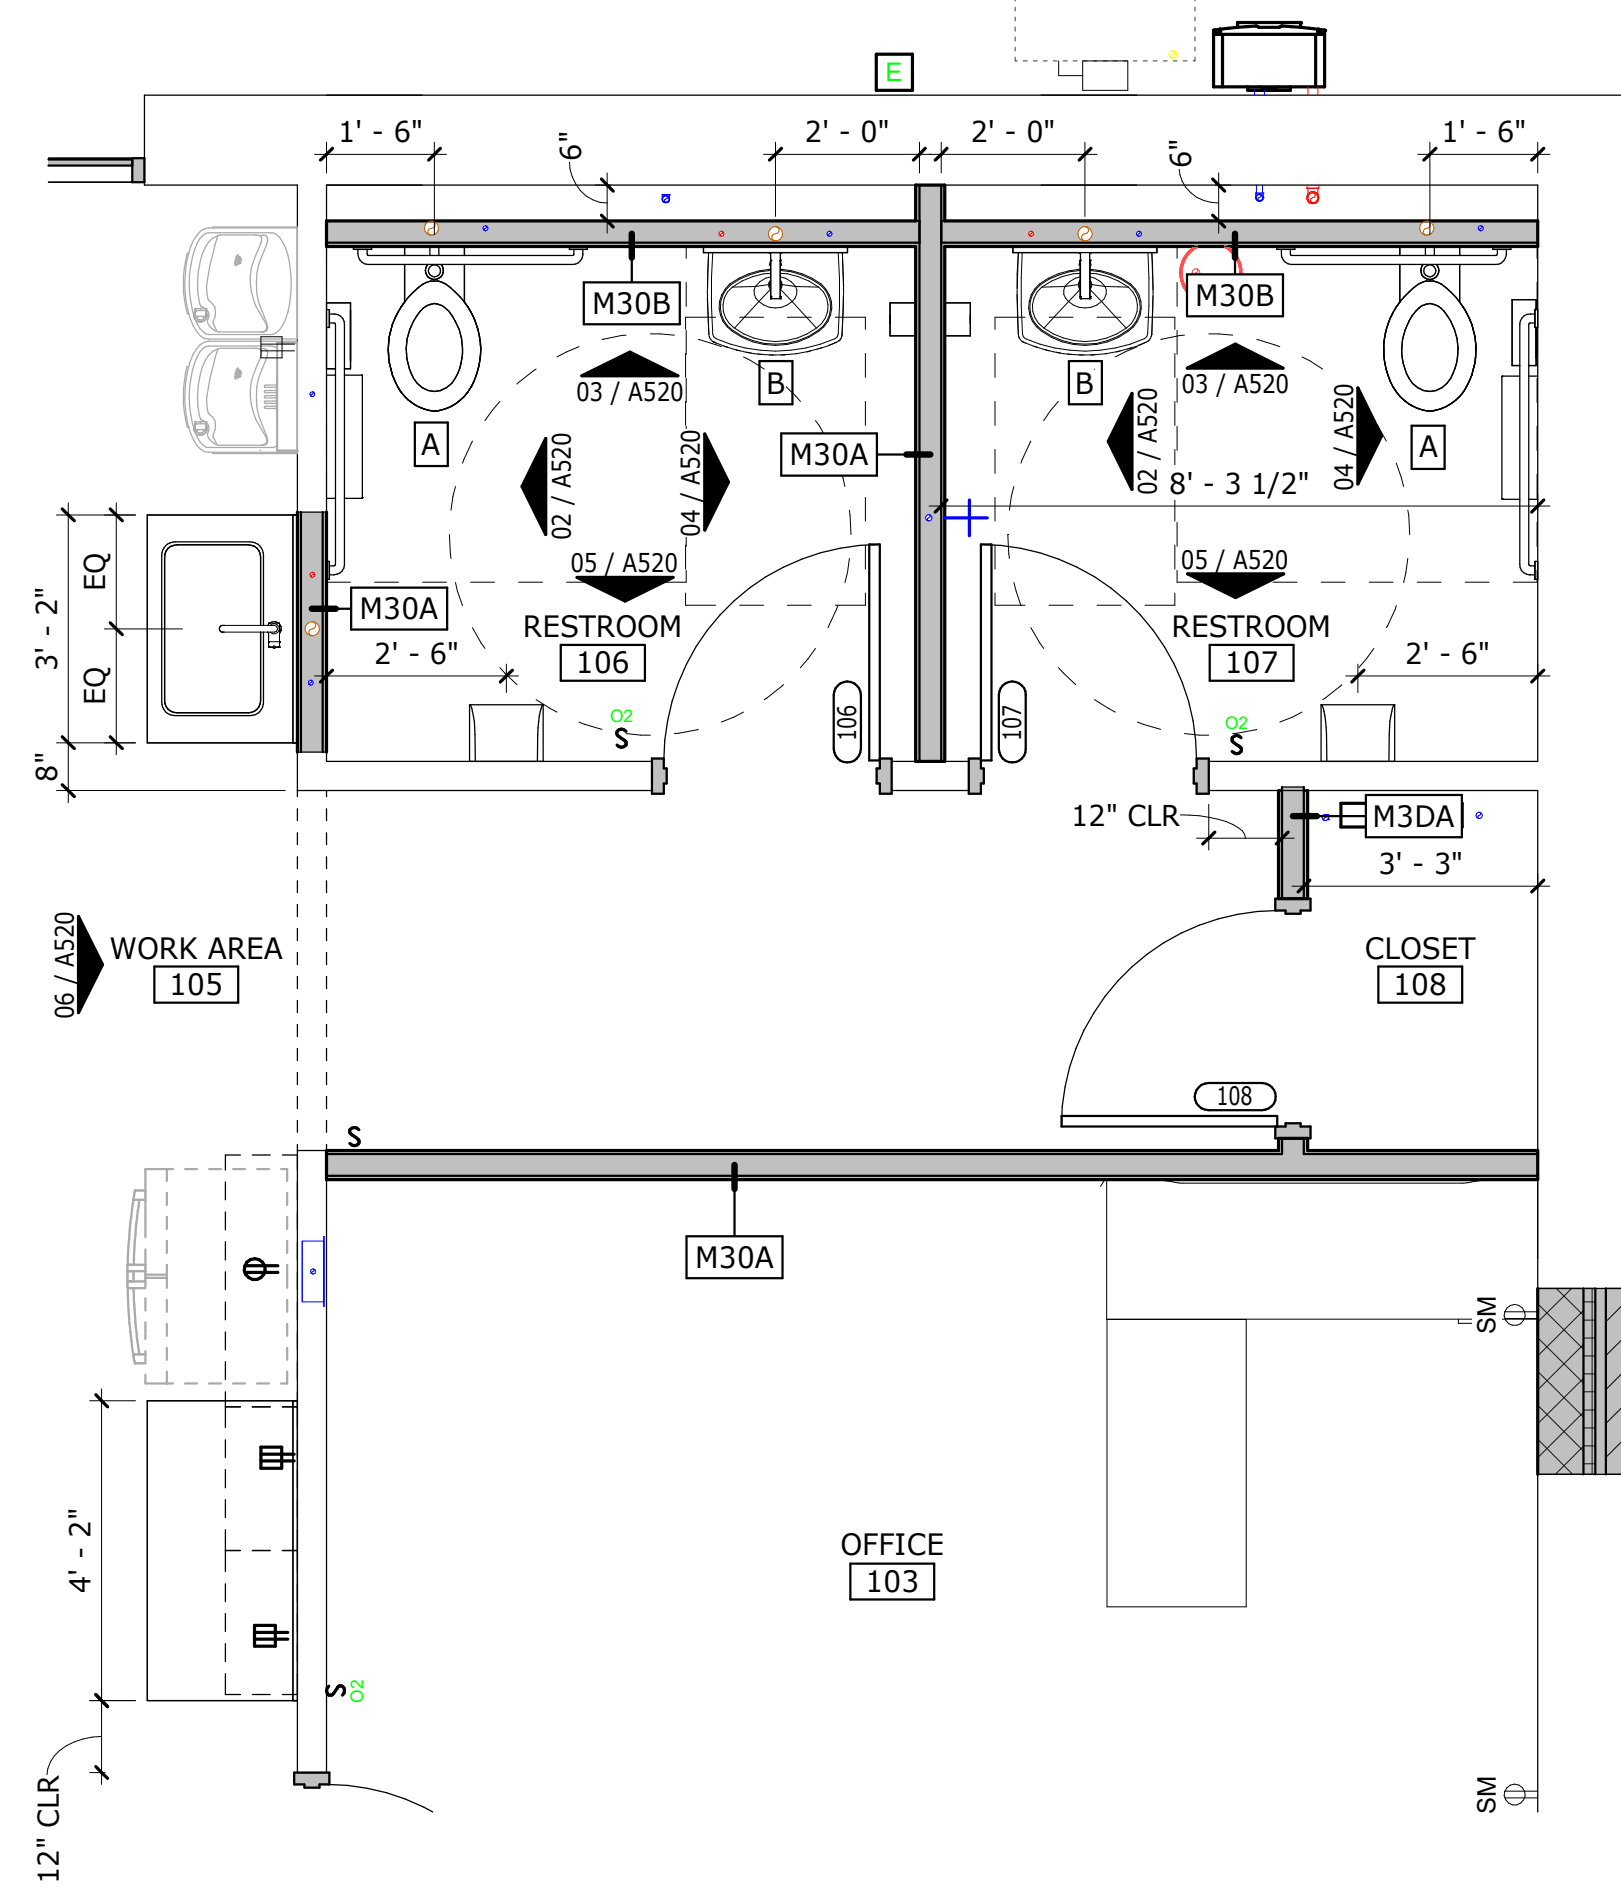 E
1' - 6"
6"
2' - 0"
2' - 0"
6"
1' - 6"
M30B
M30B
03 / A520
B
B
03 / A520
A
02 / A520
04 / A520
M30A
02 / A520
04 / A520
A
8' - 3 1/2"
EQ
3' - 2"
EQ
8"
05 / A520
05 / A520
M30A
RESTROOM
106
RESTROOM
107
2' - 6"
2' - 6"
O2
S
106
107
O2
S
12" CLR
M3DA
3' - 3"
06 / A520
WORK AREA
105
CLOSET
108
108
S
M30A
SM
4' - 2"
OFFICE
103
S
O2
12" CLR
SM